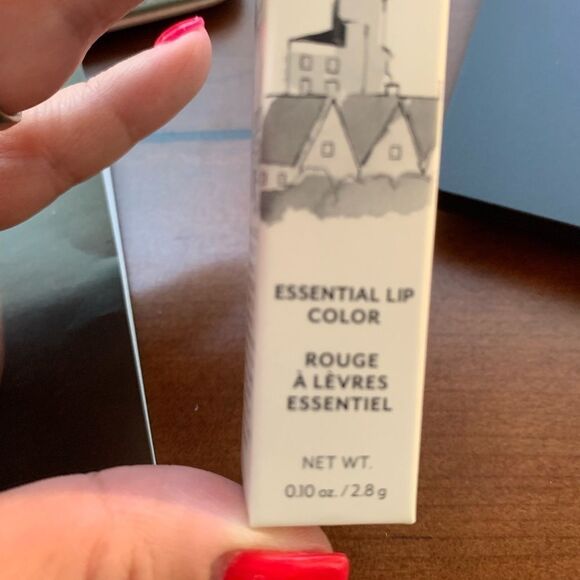 ESSENTIAL LIP
COLOR
ROUGE
À LÈVRES
ESSENTIEL
NET WT.
0.10 oz. / 2.8 g